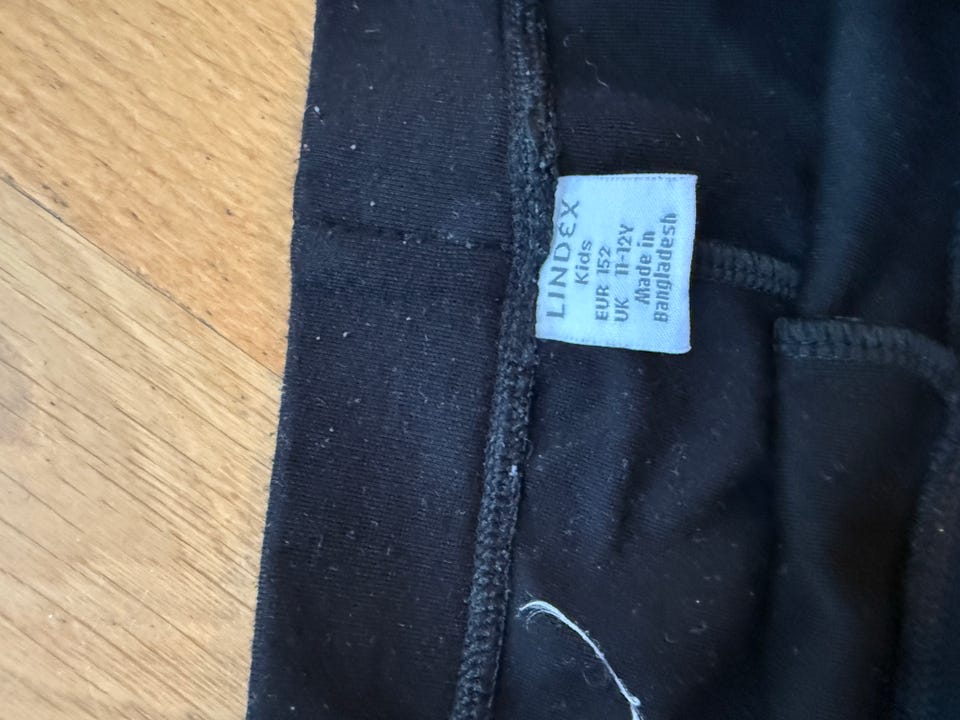 LINDEX
Kids
EUR 152
UK 11-12Y
Made in
Bangladesh